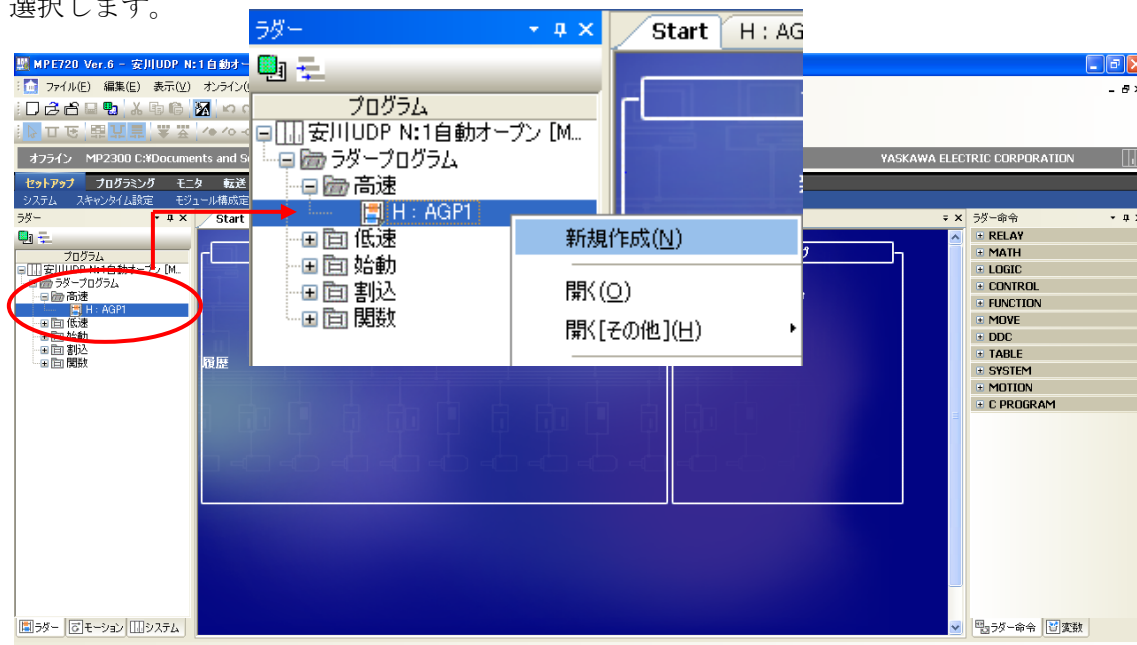 選択します。
ラダー
Start
H : AG
プログラム
安川UDP N:1自動オープン [M...
ラダープログラム
高速
H : AGP1
低速
始動
割込
関数
新規作成(N)
開く(O)
開く[その他](H)
MPE720 Ver.6 - 安川UDP N:1自動オー
ファイル(E) 編集(E) 表示(V) オンライン(
オフライン MP2300 C:¥Documents and S
YASKAWA ELECTRIC CORPORATION
セットアップ プログラミング モニタ 転送
システム スキャンタイム設定 モジュール構成定
ラダー
Start
プログラム
安川UDP N:1自動オープン [M...
ラダープログラム
高速
H : AGP1
低速
始動
割込
関数
履歴
ラダー命令
RELAY
MATH
LOGIC
CONTROL
FUNCTION
MOVE
DDC
TABLE
SYSTEM
MOTION
C PROGRAM
ラダー モーション システム
ラダー命令 変数